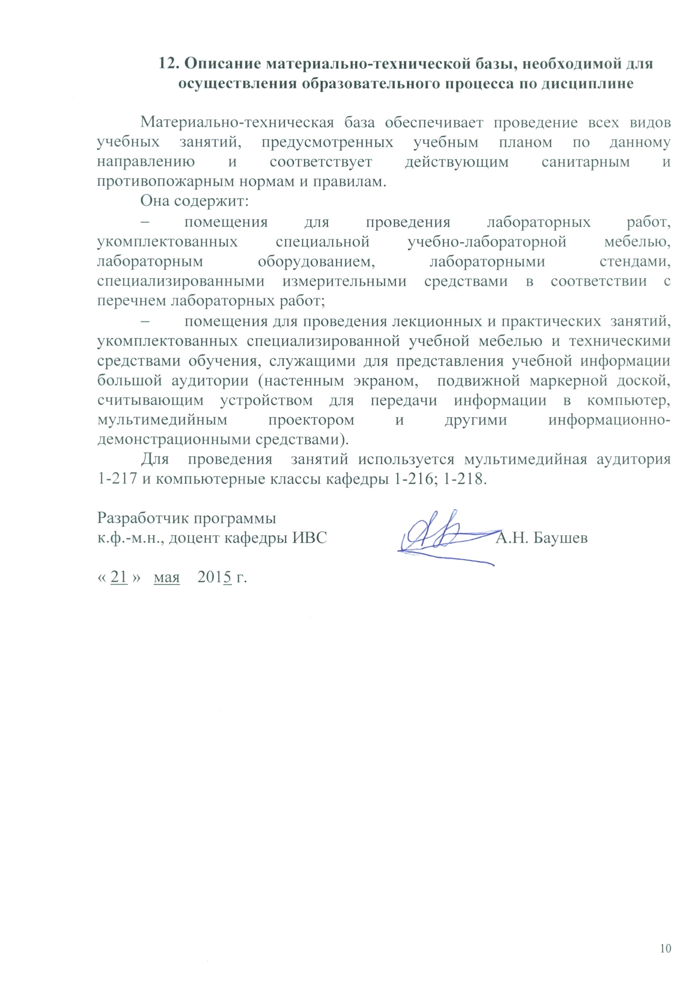 12. Описание материально-технической базы, необходимой для
осуществления образовательного процесса по дисциплине
Материально-техническая база обеспечивает проведение всех видов
учебных занятий, предусмотренных учебным планом по данному
направлению и соответствует действующим санитарным и
противопожарным нормам и правилам.
Она содержит:
– помещения для проведения лабораторных работ,
укомплектованных специальной учебно-лабораторной мебелью,
лабораторным оборудованием, лабораторными стендами,
специализированными измерительными средствами в соответствии с
перечнем лабораторных работ;
– помещения для проведения лекционных и практических занятий,
укомплектованных специализированной учебной мебелью и техническими
средствами обучения, служащими для представления учебной информации
большой аудитории (настенным экраном, подвижной маркерной доской,
считывающим устройством для передачи информации в компьютер,
мультимедийным проектором и другими информационно-
демонстрационными средствами).
Для проведения занятий используется мультимедийная аудитория
1-217 и компьютерные классы кафедры 1-216; 1-218.
Разработчик программы
к.ф.-м.н., доцент кафедры ИВС А.Н. Баушев
« 21 » мая 2015 г.
10